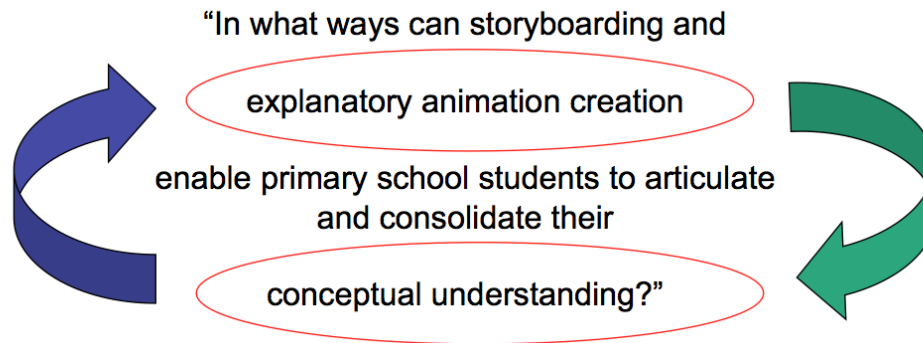 “In what ways can storyboarding and
explanatory animation creation
enable primary school students to articulate
and consolidate their
conceptual understanding?”